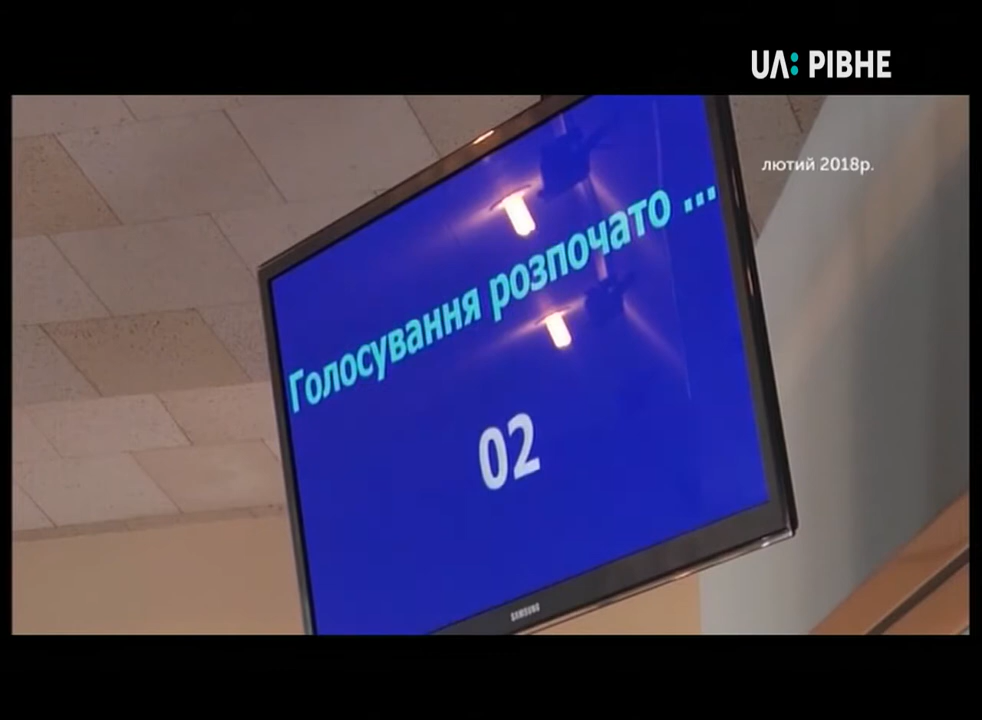 UA: РІВНЕ
лютий 2018р.
Голосування розпочато ...
02
SAMSUNG